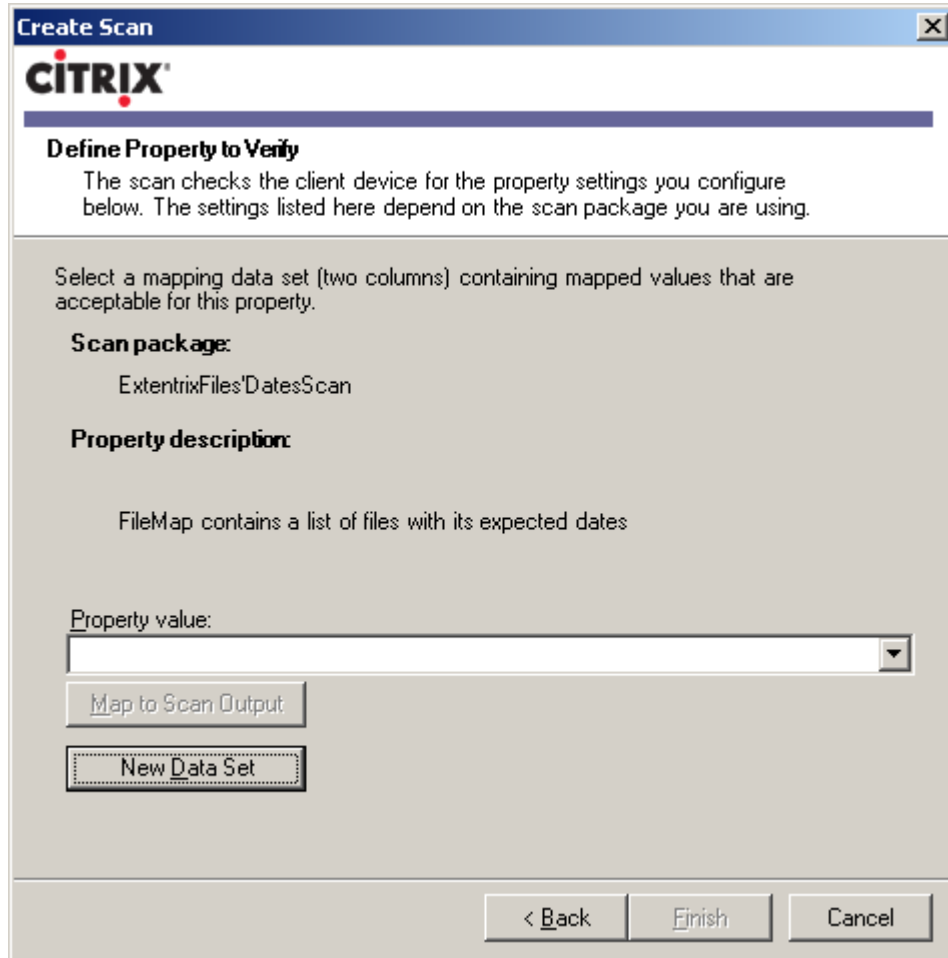 Create Scan
CITRIX
Define Property to Verify
The scan checks the client device for the property settings you configure
below. The settings listed here depend on the scan package you are using.
Select a mapping data set (two columns) containing mapped values that are
acceptable for this property.
Scan package:
ExtentrixFiles'DatesScan
Property description:
FileMap contains a list of files with its expected dates
Property value:
Map to Scan Output
New Data Set
< Back Finish Cancel